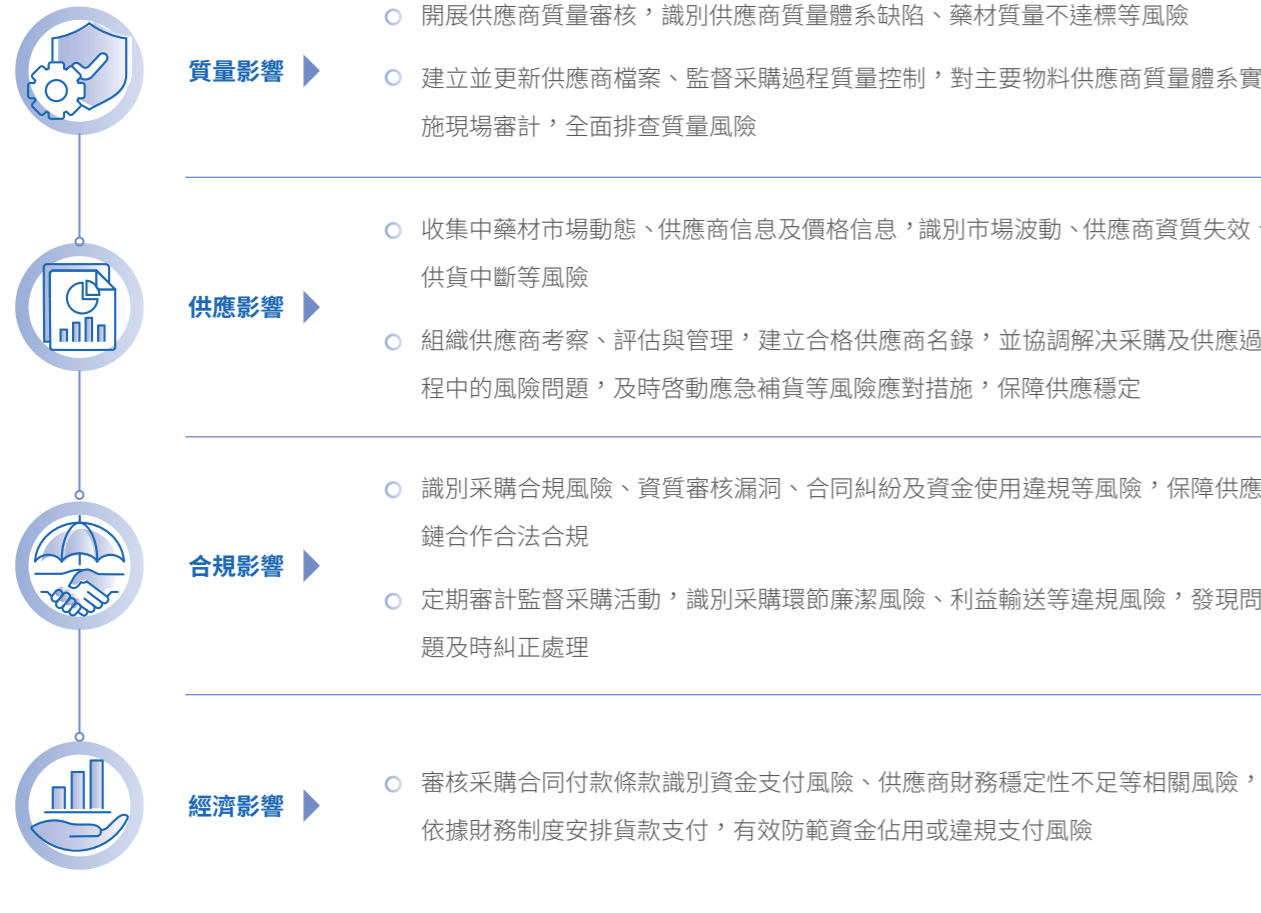 開展供應商質量審核，識別供應商質量體系缺陷、藥材質量不達標等風險
質量影響
建立並更新供應商檔案、監督采購過程質量控制，對主要物料供應商質量體系實
施現場審計，全面排查質量風險
收集中藥材市場動態、供應商信息及價格信息，識別市場波動、供應商資質失效、
供貨中斷等風險
供應影響
組織供應商考察、評估與管理，建立合格供應商名錄，並協調解决采購及供應過
程中的風險問題，及時啓動應急補貨等風險應對措施，保障供應穩定
識別采購合規風險、資質審核漏洞、合同糾紛及資金使用違規等風險，保障供應
鏈合作合法合規
合規影響
定期審計監督采購活動，識別采購環節廉潔風險、利益輸送等違規風險，發現問
題及時糾正處理
審核采購合同付款條款識別資金支付風險、供應商財務穩定性不足等相關風險，
經濟影響
依據財務制度安排貨款支付，有效防範資金佔用或違規支付風險